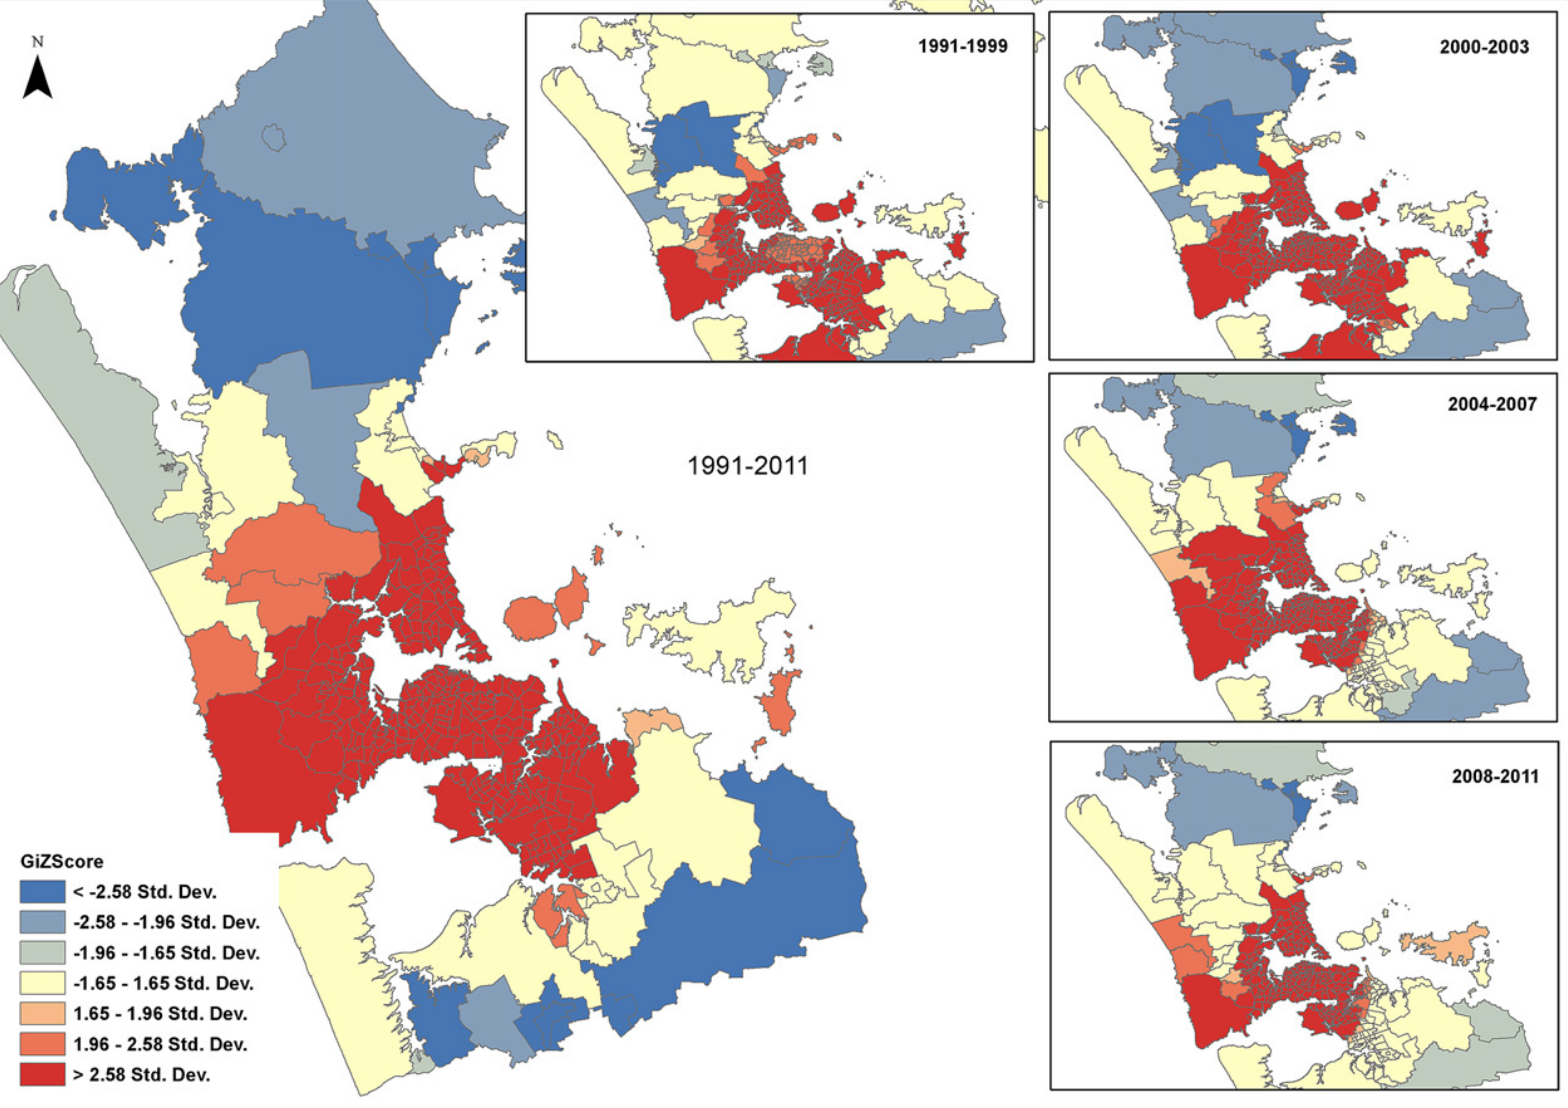 N
1991-1999
2000-2003
2004-2007
1991-2011
2008-2011
GiZScore
< -2.58 Std. Dev.
-2.58 - -1.96 Std. Dev.
-1.96 - -1.65 Std. Dev.
-1.65 - 1.65 Std. Dev.
1.65 - 1.96 Std. Dev.
1.96 - 2.58 Std. Dev.
> 2.58 Std. Dev.